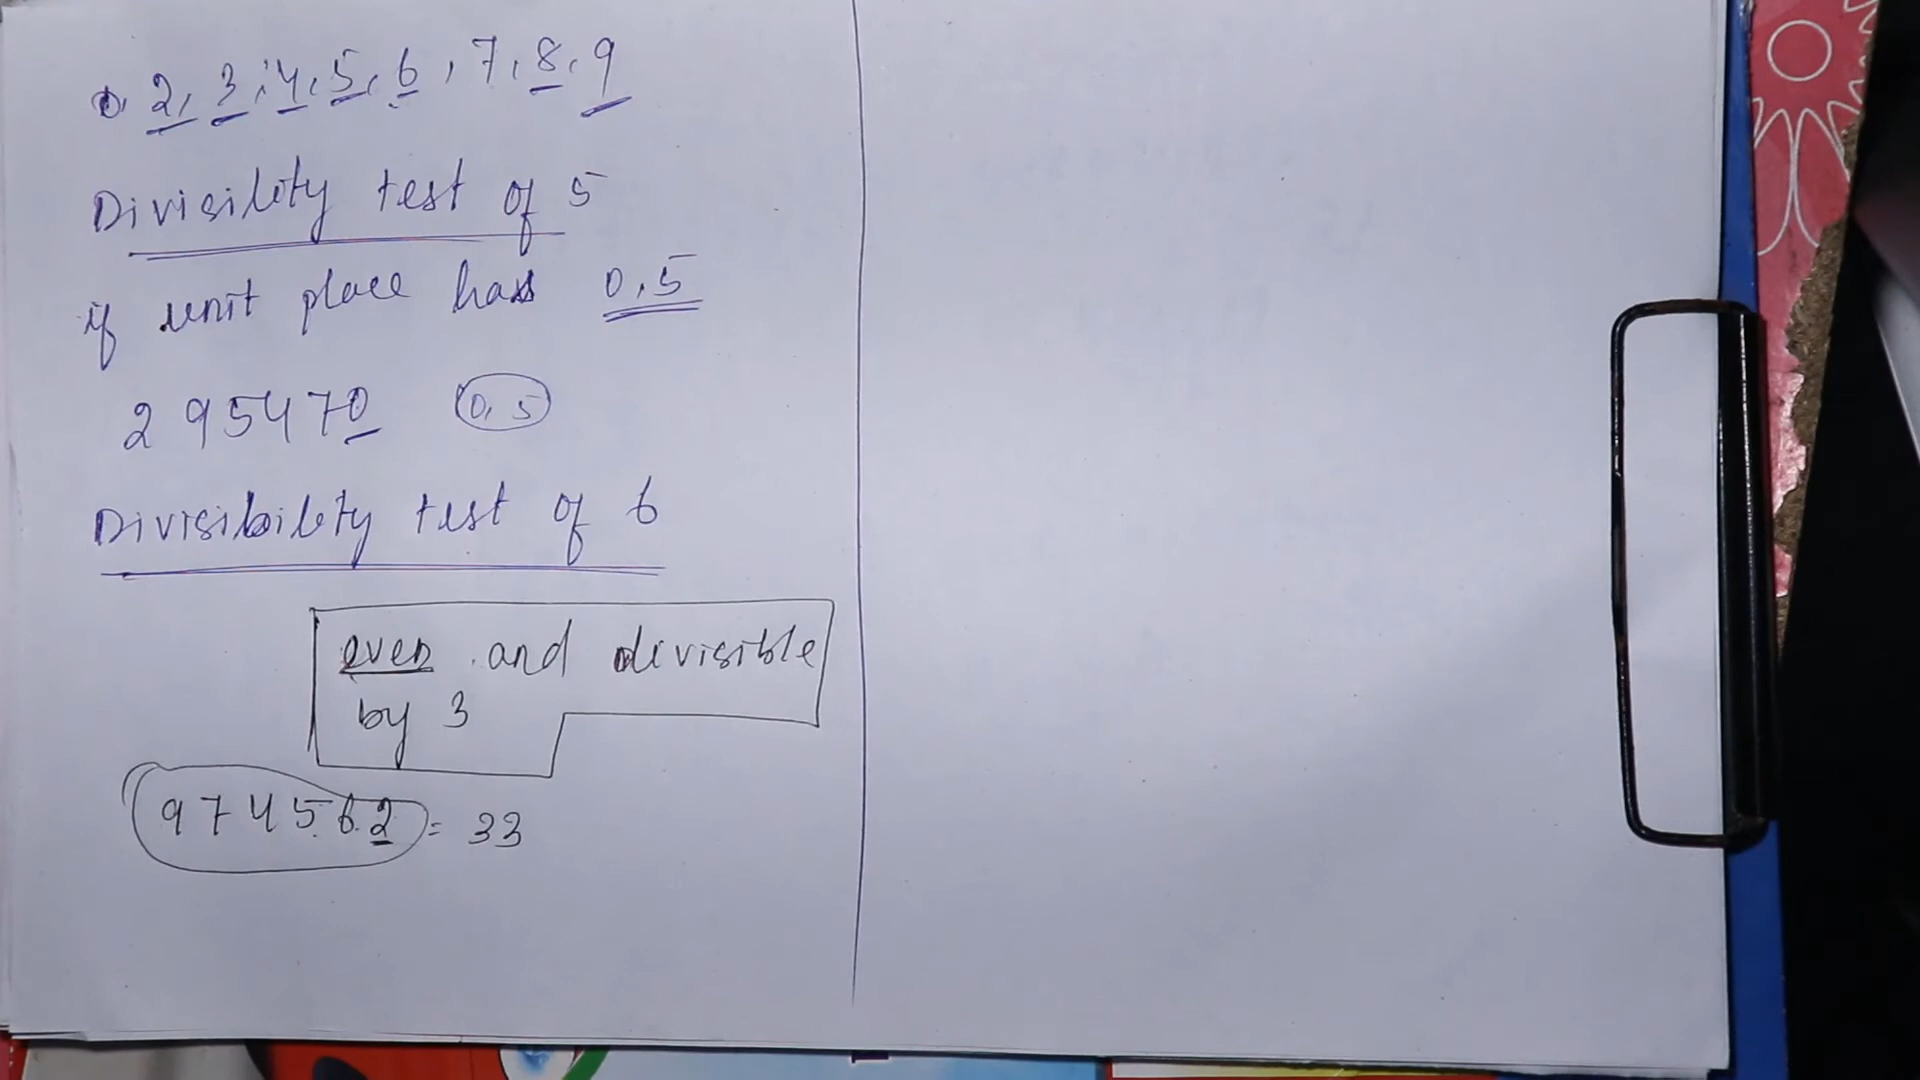 2, 3, 4, 5, 6, 7, 8, 9
Divisility test of 5
if unit place has 0,5
295470 0,5
Divisibility test of 6
even and divisible
by 3
974562 = 33